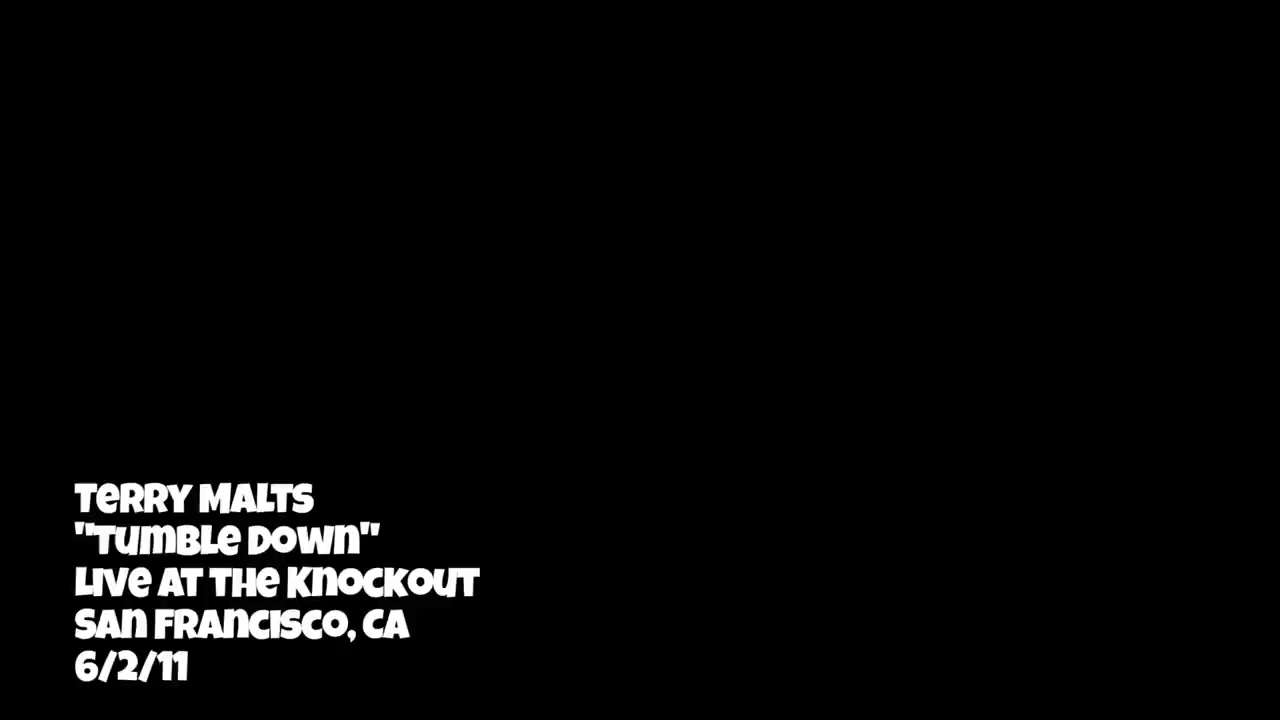 Terry Malts
"Tumble Down"
Live at the Knockout
San Francisco, CA
6/2/11